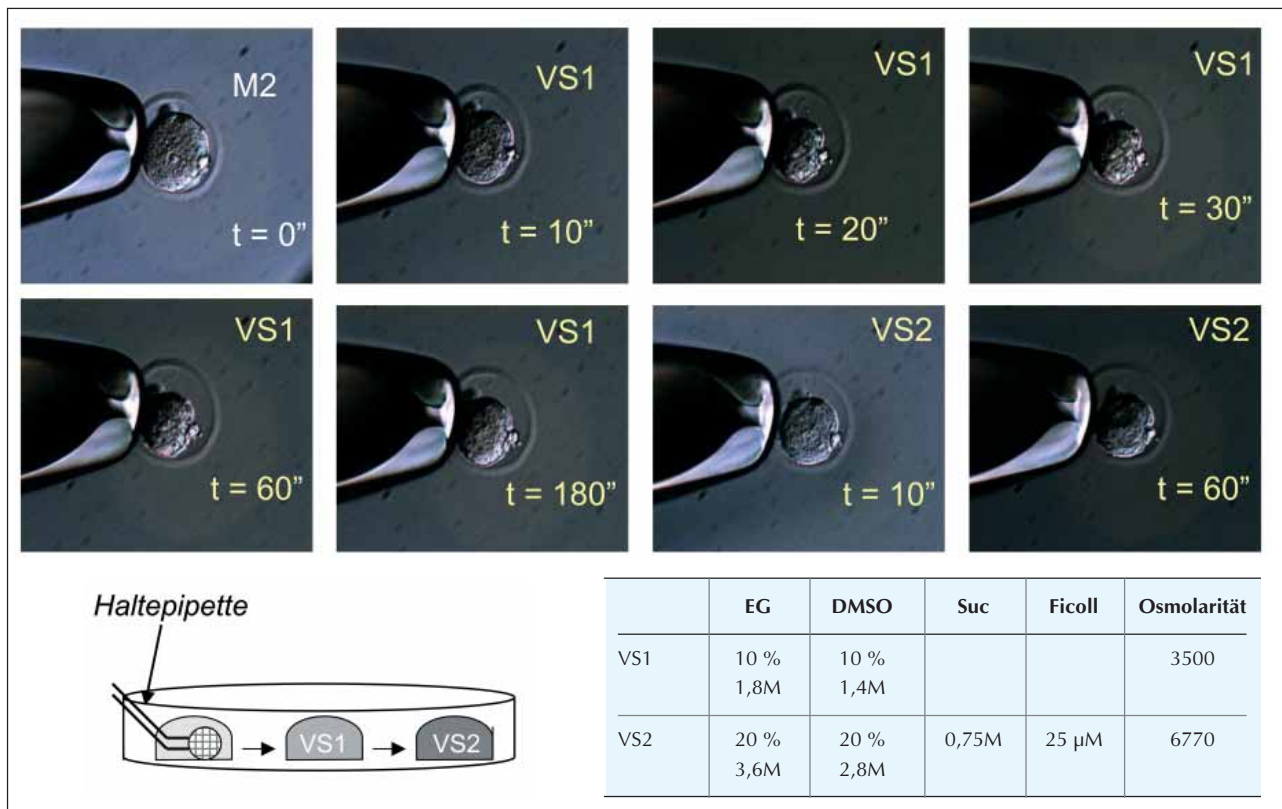 M2
t = 0”
VS1
t = 10”
VS1
t = 20”
VS1
t = 30”
VS1
t = 60”
VS1
t = 180”
VS2
t = 10”
VS2
t = 60”
Haltepipette
VS1
VS2
EG DMSO Suc Ficoll Osmolarität
VS1 10 % 10 % 3500
1,8M 1,4M
VS2 20 % 20 % 0,75M 25 µM 6770
3,6M 2,8M